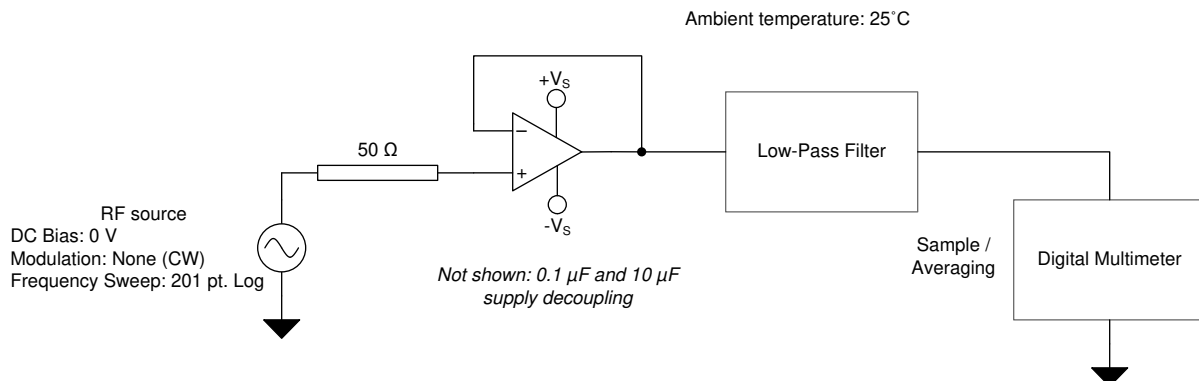 Ambient temperature: 25˚C
+VS
50 Ω
–
+
Low-Pass Filter
RF source
DC Bias: 0 V
Modulation: None (CW)
Frequency Sweep: 201 pt. Log
-VS
Not shown: 0.1 µF and 10 µF
supply decoupling
Sample /
Averaging
Digital Multimeter